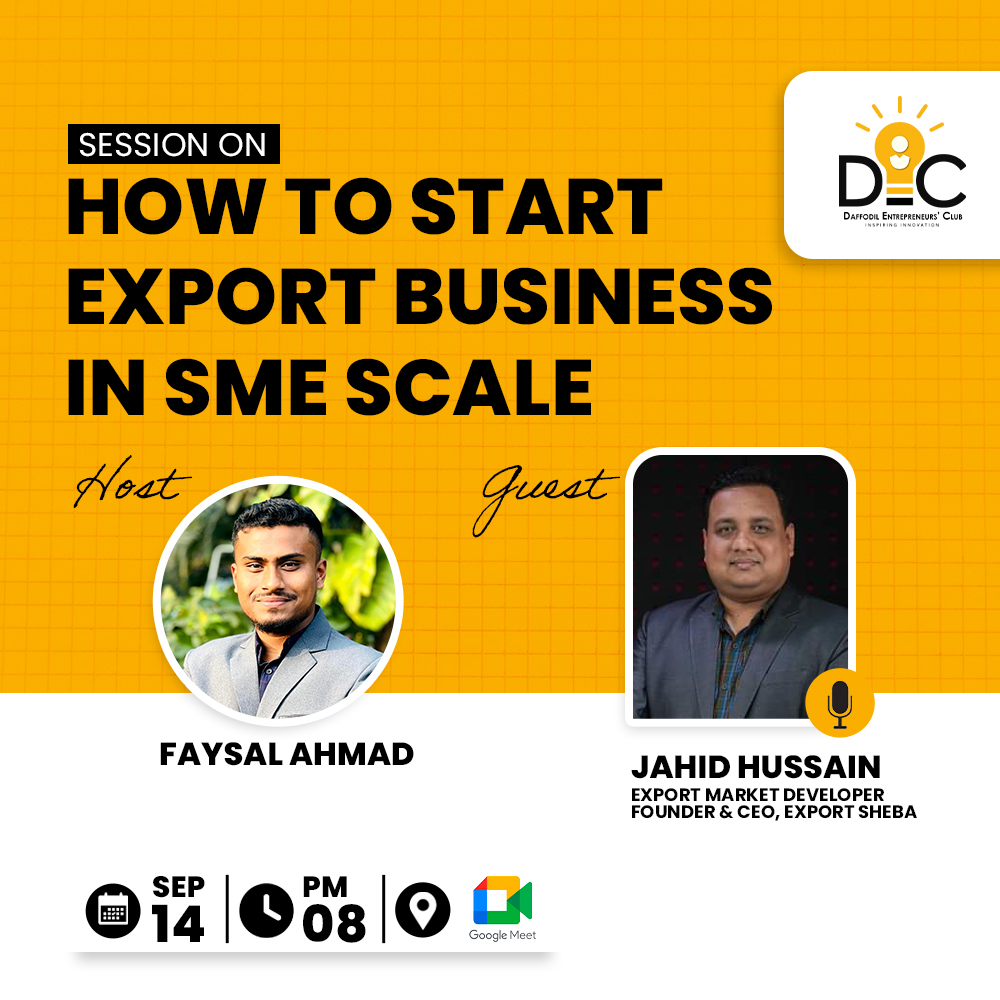 SESSION ON
HOW TO START
EXPORT BUSINESS
IN SME SCALE
DEC
DAFFODIL ENTREPRENEURS' CLUB
INSPIRING INNOVATION
Host
Guest
FAYSAL AHMAD
JAHID HUSSAIN
EXPORT MARKET DEVELOPER
FOUNDER & CEO, EXPORT SHEBA
SEP
14
PM
08
Google Meet